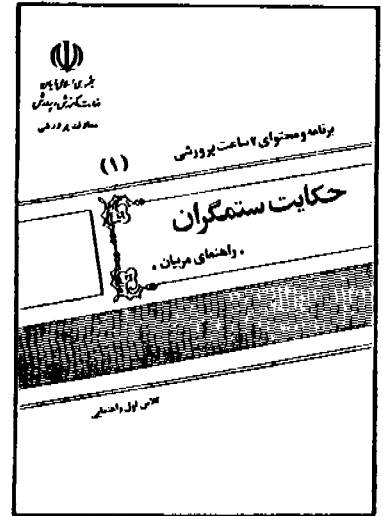 جمهوری اسلامی ایران
وزارت آموزش و پرورش
معاونت پرورشی
برنامه و محتوای ۲ ساعت پرورشی
(۱)
حکایت ستمگران
. راهنمای مربیان .
کلاس اول راهنمایی